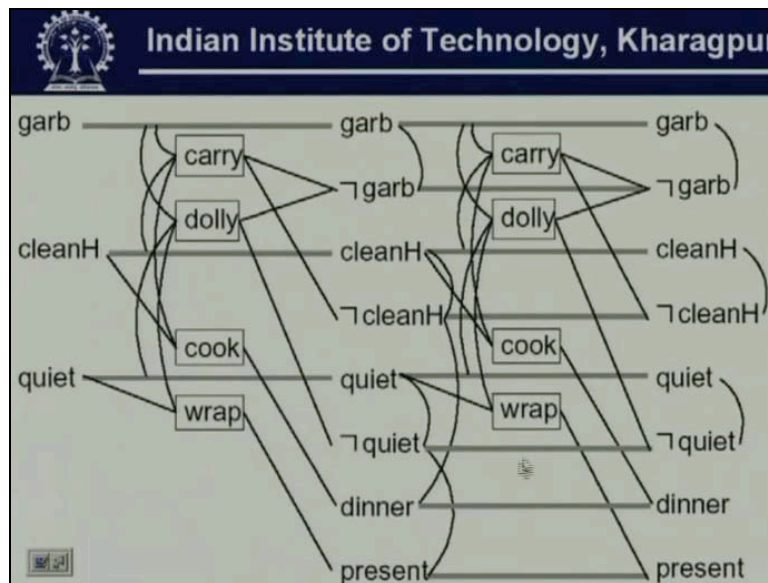 Indian Institute of Technology, Kharagpur
garb garb garb
carry carry
¬ garb ¬ garb
dolly dolly
cleanH cleanH cleanH
¬ cleanH ¬ cleanH
cook cook
quiet quiet quiet
wrap wrap
¬ quiet ¬ quiet
dinner dinner
present present